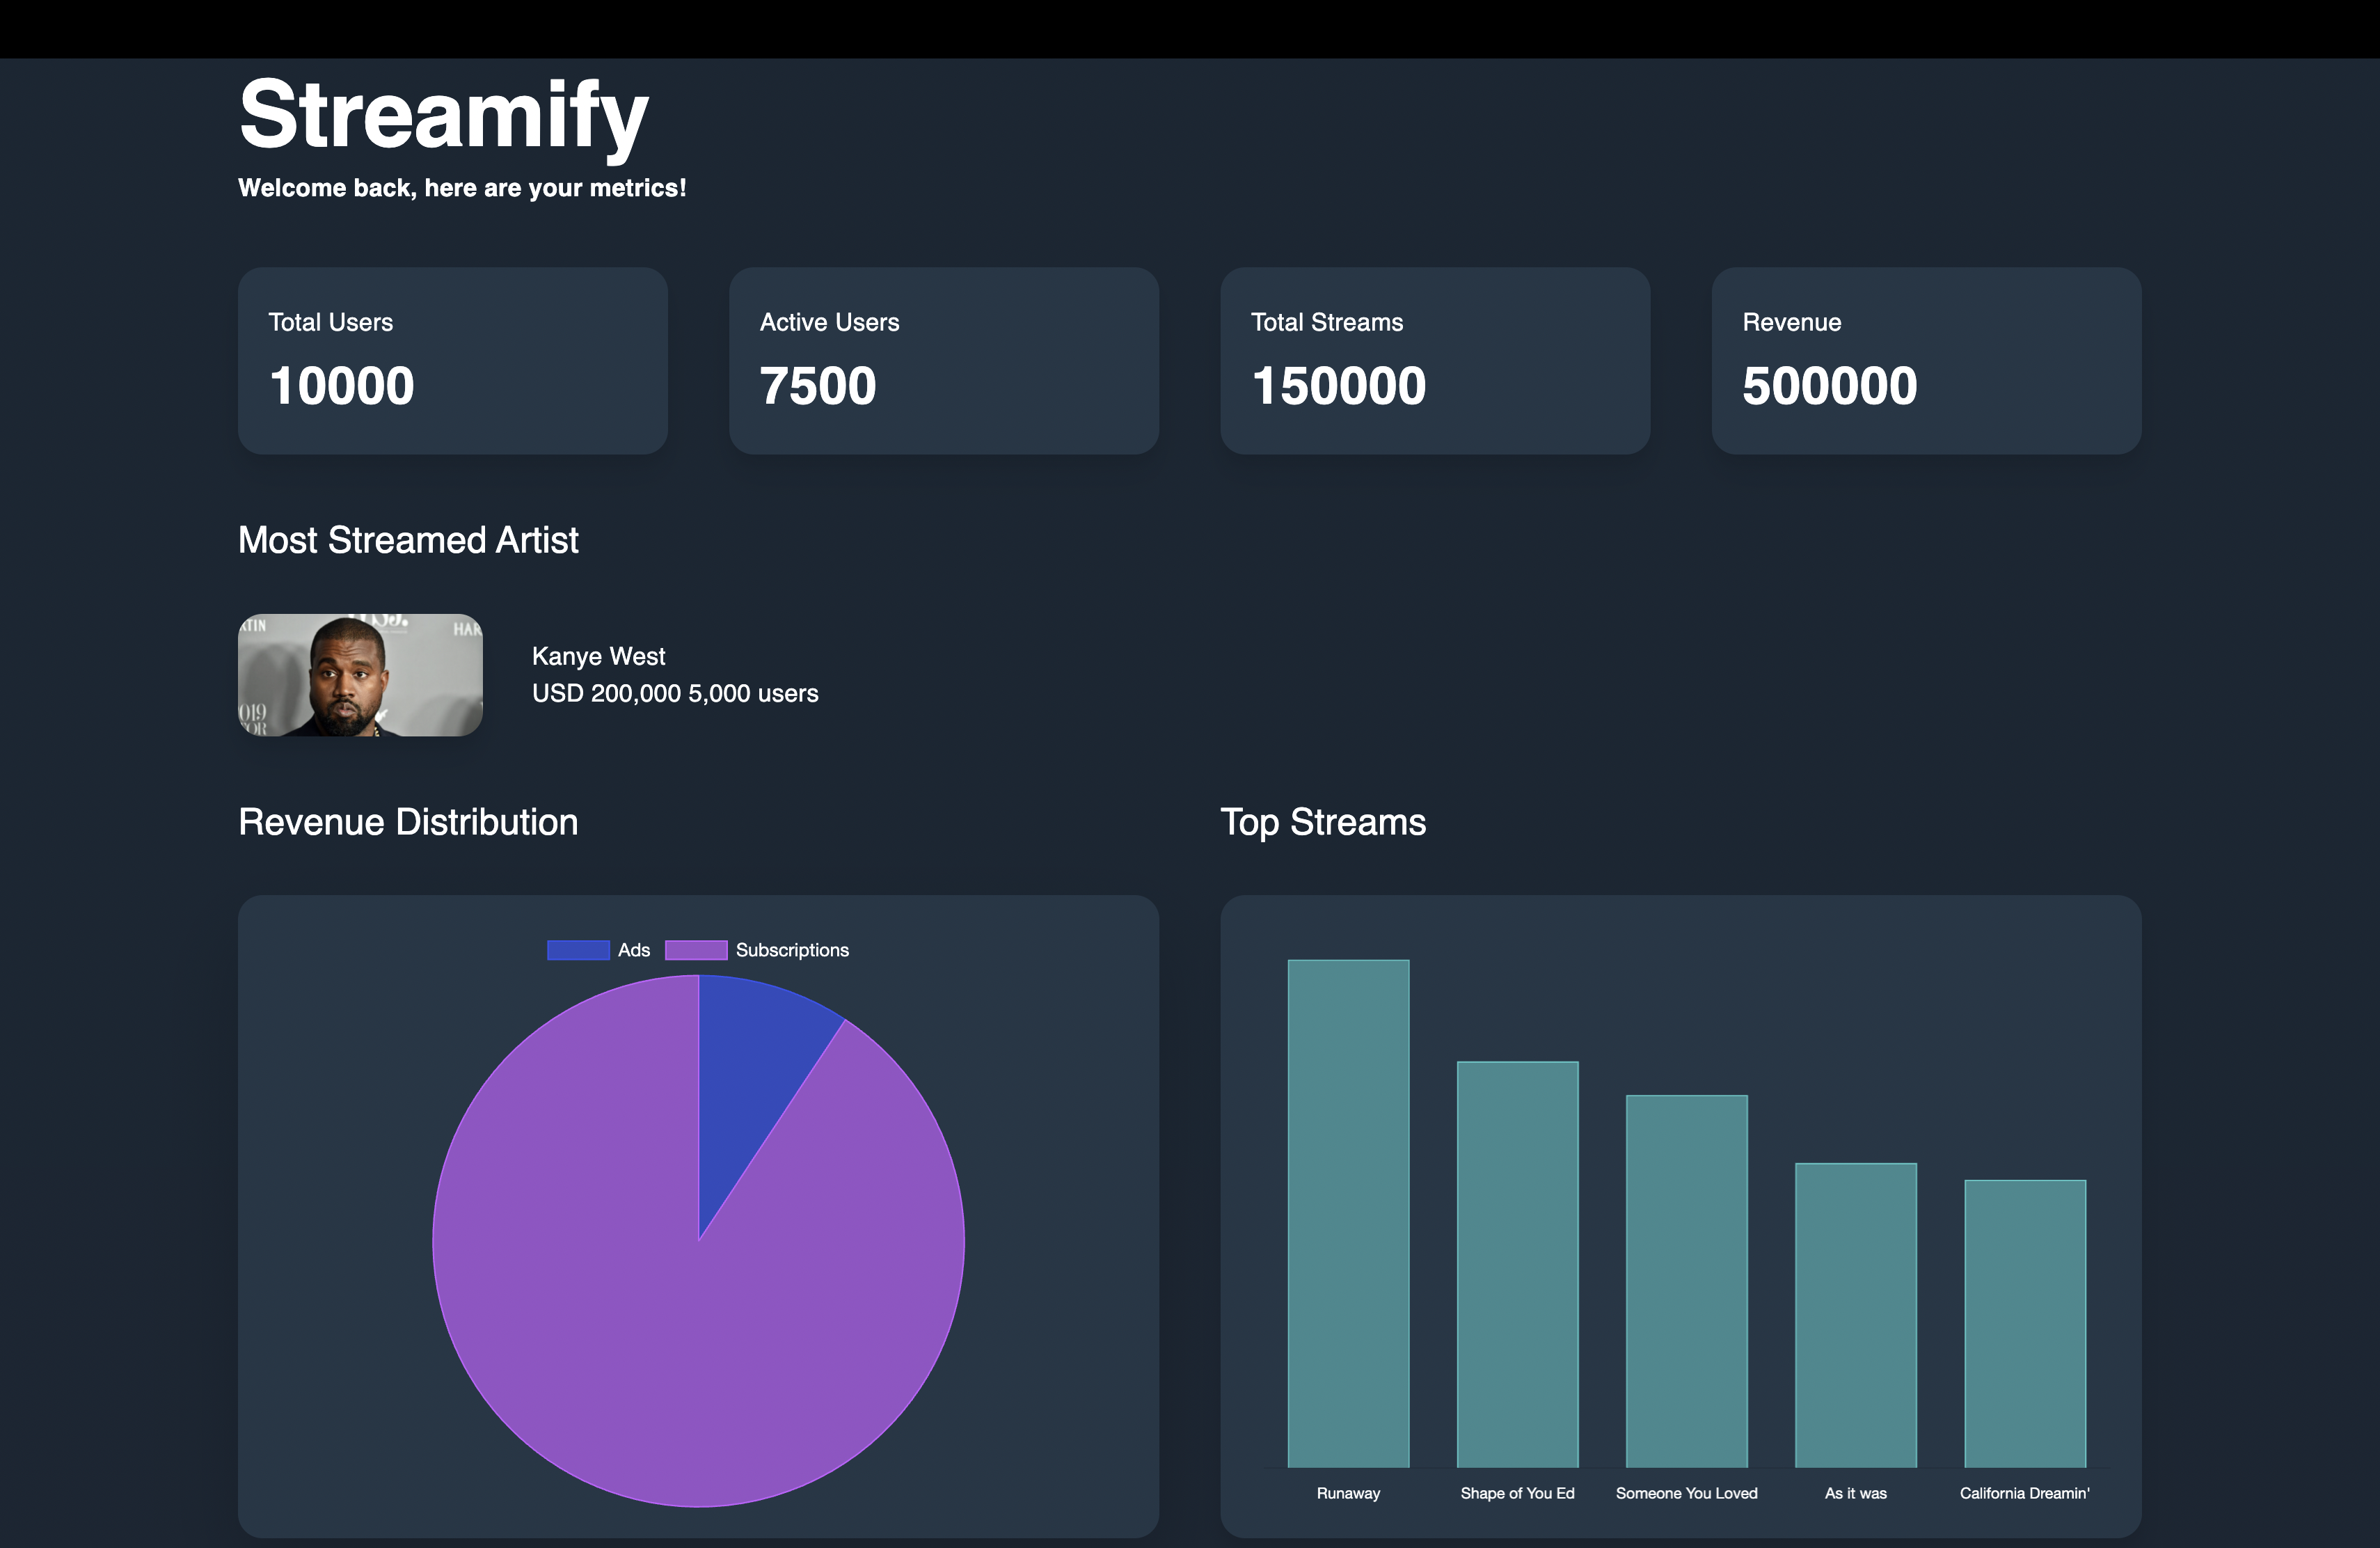 Streamify
Welcome back, here are your metrics!
Total Users
10000
Active Users
7500
Total Streams
150000
Revenue
500000
Most Streamed Artist
Kanye West
USD 200,000 5,000 users
Revenue Distribution
Ads
Subscriptions
Top Streams
Runaway
Shape of You Ed
Someone You Loved
As it was
California Dreamin'